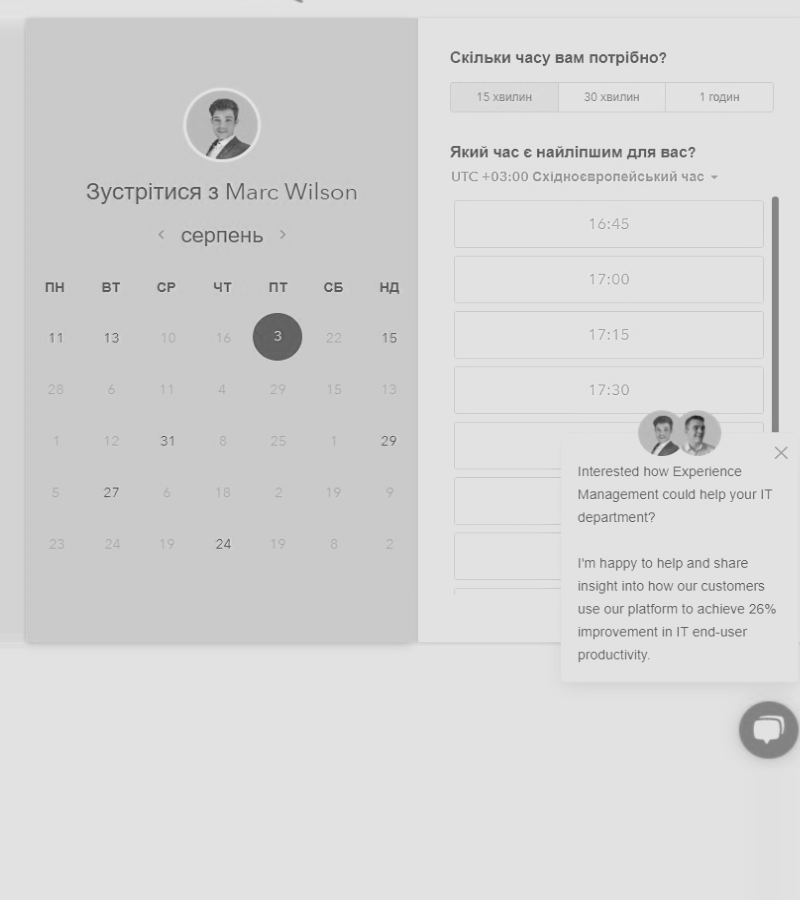 Зустрітися з Marc Wilson
серпень
ПН ВТ СР ЧТ ПТ СБ НД
11 13 10 16 3 22 15
28 6 11 4 29 15 13
1 12 31 8 25 1 29
5 27 6 18 2 19 9
23 24 19 24 19 8 2
Скільки часу вам потрібно?
15 хвилин 30 хвилин 1 годин
Який час є найліпшим для вас?
UTC +03:00 Східноєвропейський час
16:45
17:00
17:15
17:30
Interested how Experience
Management could help your IT
department?
I'm happy to help and share
insight into how our customers
use our platform to achieve 26%
improvement in IT end-user
productivity.